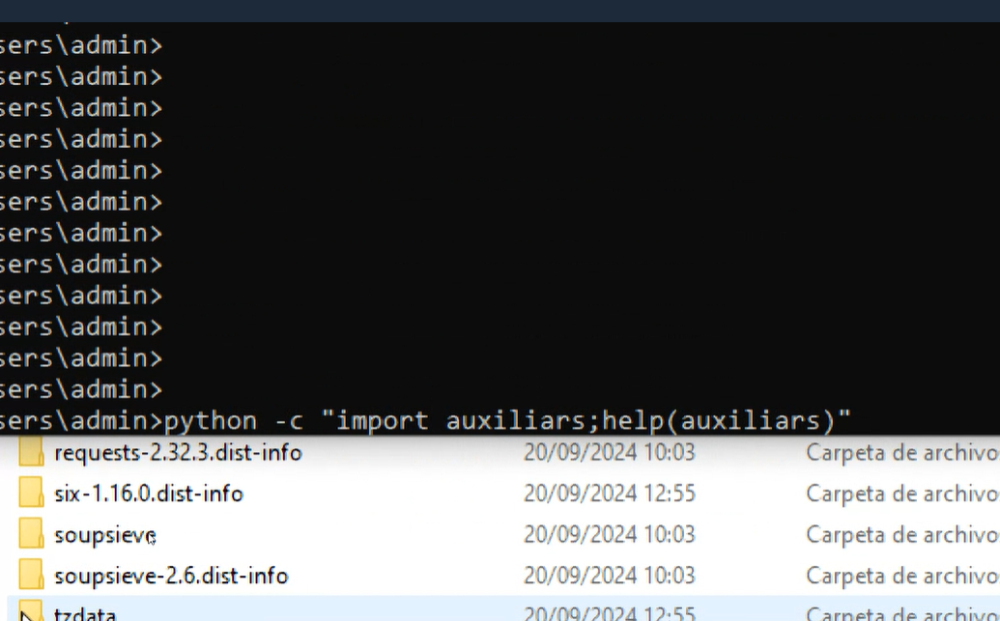 sers\admin>
sers\admin>
sers\admin>
sers\admin>
sers\admin>
sers\admin>
sers\admin>
sers\admin>
sers\admin>
sers\admin>
sers\admin>
sers\admin>
sers\admin>python -c "import auxiliars;help(auxiliars)"
requests-2.32.3.dist-info 20/09/2024 10:03 Carpeta de archivo
six-1.16.0.dist-info 20/09/2024 12:55 Carpeta de archivo
soupsieve 20/09/2024 10:03 Carpeta de archivo
soupsieve-2.6.dist-info 20/09/2024 10:03 Carpeta de archivo
tzdata 20/09/2024 12:55 Carpeta de archivo